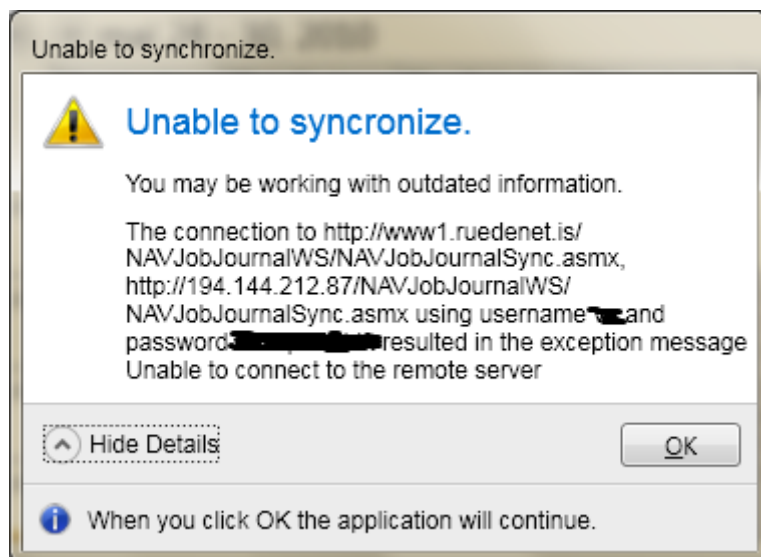 Unable to synchronize.
Unable to syncronize.
You may be working with outdated information.
The connection to http://www1.ruedenet.is/
NAVJobJournalWS/NAVJobJournalSync.asmx,
http://194.144.212.87/NAVJobJournalWS/
NAVJobJournalSync.asmx using username and
password resulted in the exception message
Unable to connect to the remote server
Hide Details
OK
When you click OK the application will continue.